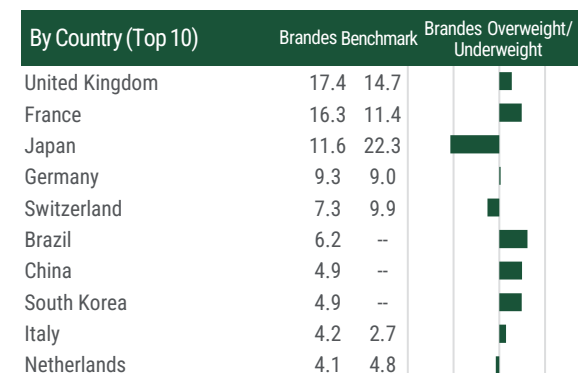 By Country (Top 10) Brandes Benchmark Brandes Overweight/
Underweight
United Kingdom 17.4 14.7
France 16.3 11.4
Japan 11.6 22.3
Germany 9.3 9.0
Switzerland 7.3 9.9
Brazil 6.2 --
China 4.9 --
South Korea 4.9 --
Italy 4.2 2.7
Netherlands 4.1 4.8